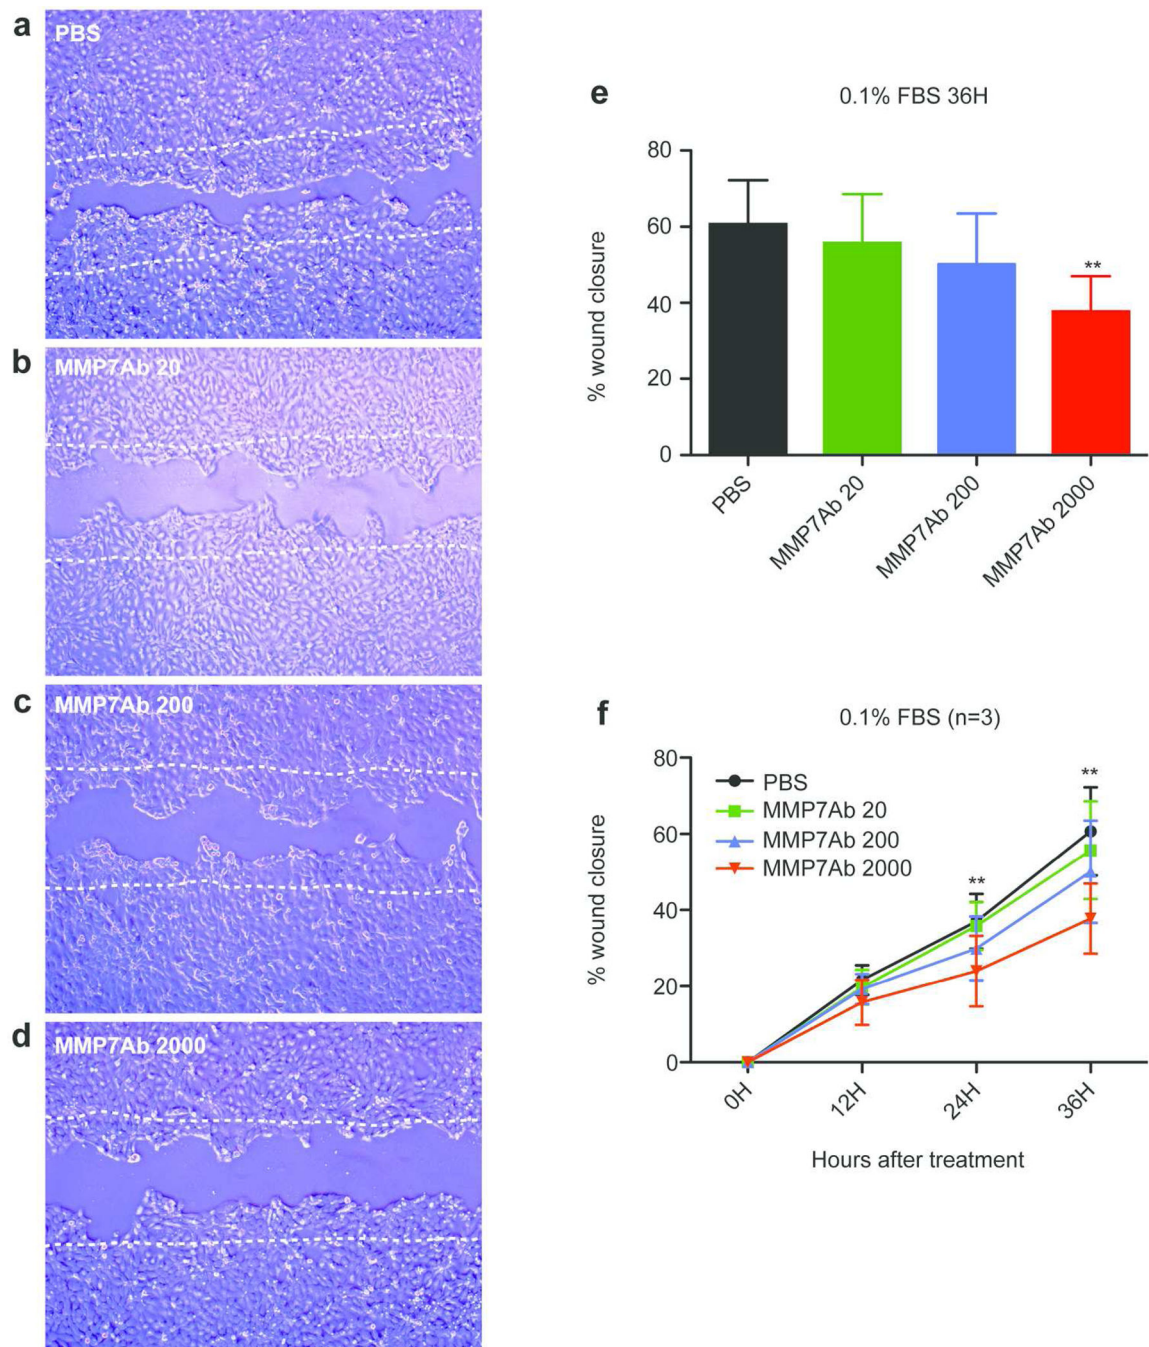 a
PBS
b
MMP7Ab 20
c
MMP7Ab 200
d
MMP7Ab 2000
e
0.1% FBS 36H
% wound closure
80
60
40
20
0
**
PBS
MMP7Ab 20
MMP7Ab 200
MMP7Ab 2000
f
0.1% FBS (n=3)
% wound closure
80
60
40
20
0
PBS
MMP7Ab 20
MMP7Ab 200
MMP7Ab 2000
**
**
0H
12H
24H
36H
Hours after treatment